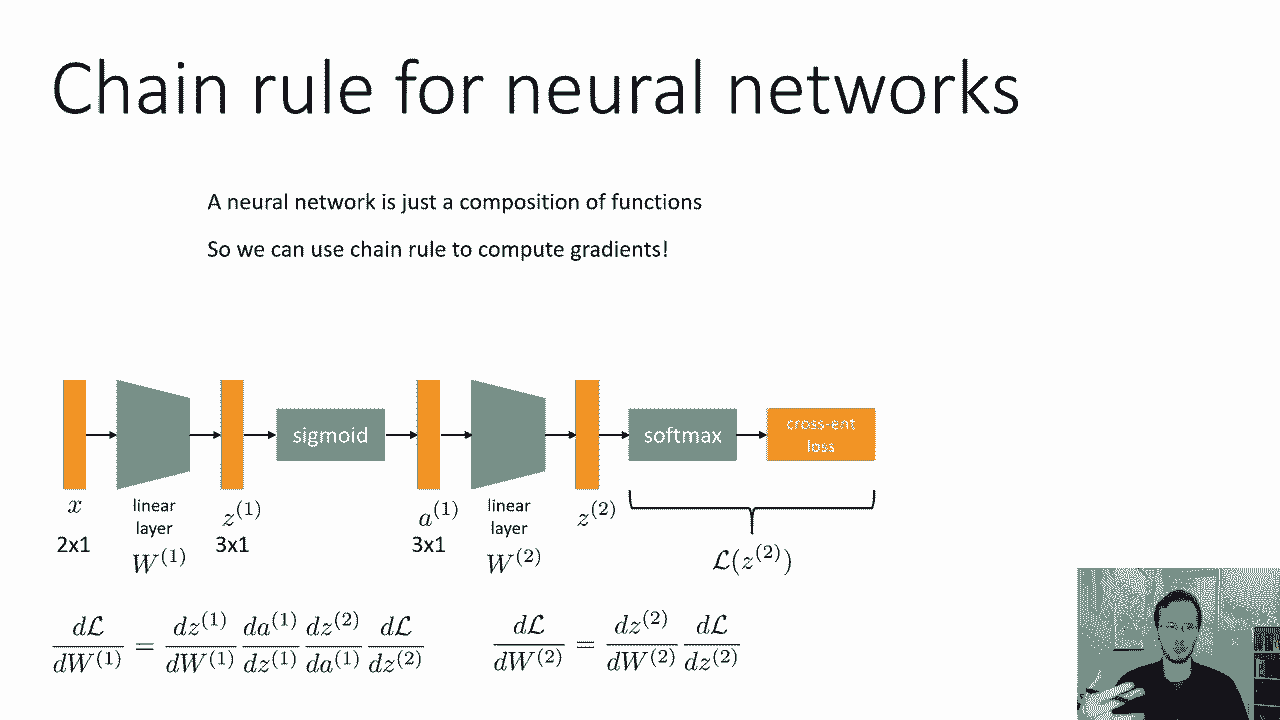 Chain rule for neural networks
A neural network is just a composition of functions
So we can use chain rule to compute gradients!
sigmoid
softmax
cross-ent
loss
x
linear
layer
z^{(1)}
a^{(1)}
linear
layer
z^{(2)}
2x1
W^{(1)}
3x1
3x1
W^{(2)}
\mathcal{L}(z^{(2)})
\frac{d\mathcal{L}}{dW^{(1)}} = \frac{dz^{(1)}}{dW^{(1)}} \frac{da^{(1)}}{dz^{(1)}} \frac{dz^{(2)}}{da^{(1)}} \frac{d\mathcal{L}}{dz^{(2)}}
\frac{d\mathcal{L}}{dW^{(2)}} = \frac{dz^{(2)}}{dW^{(2)}} \frac{d\mathcal{L}}{dz^{(2)}}